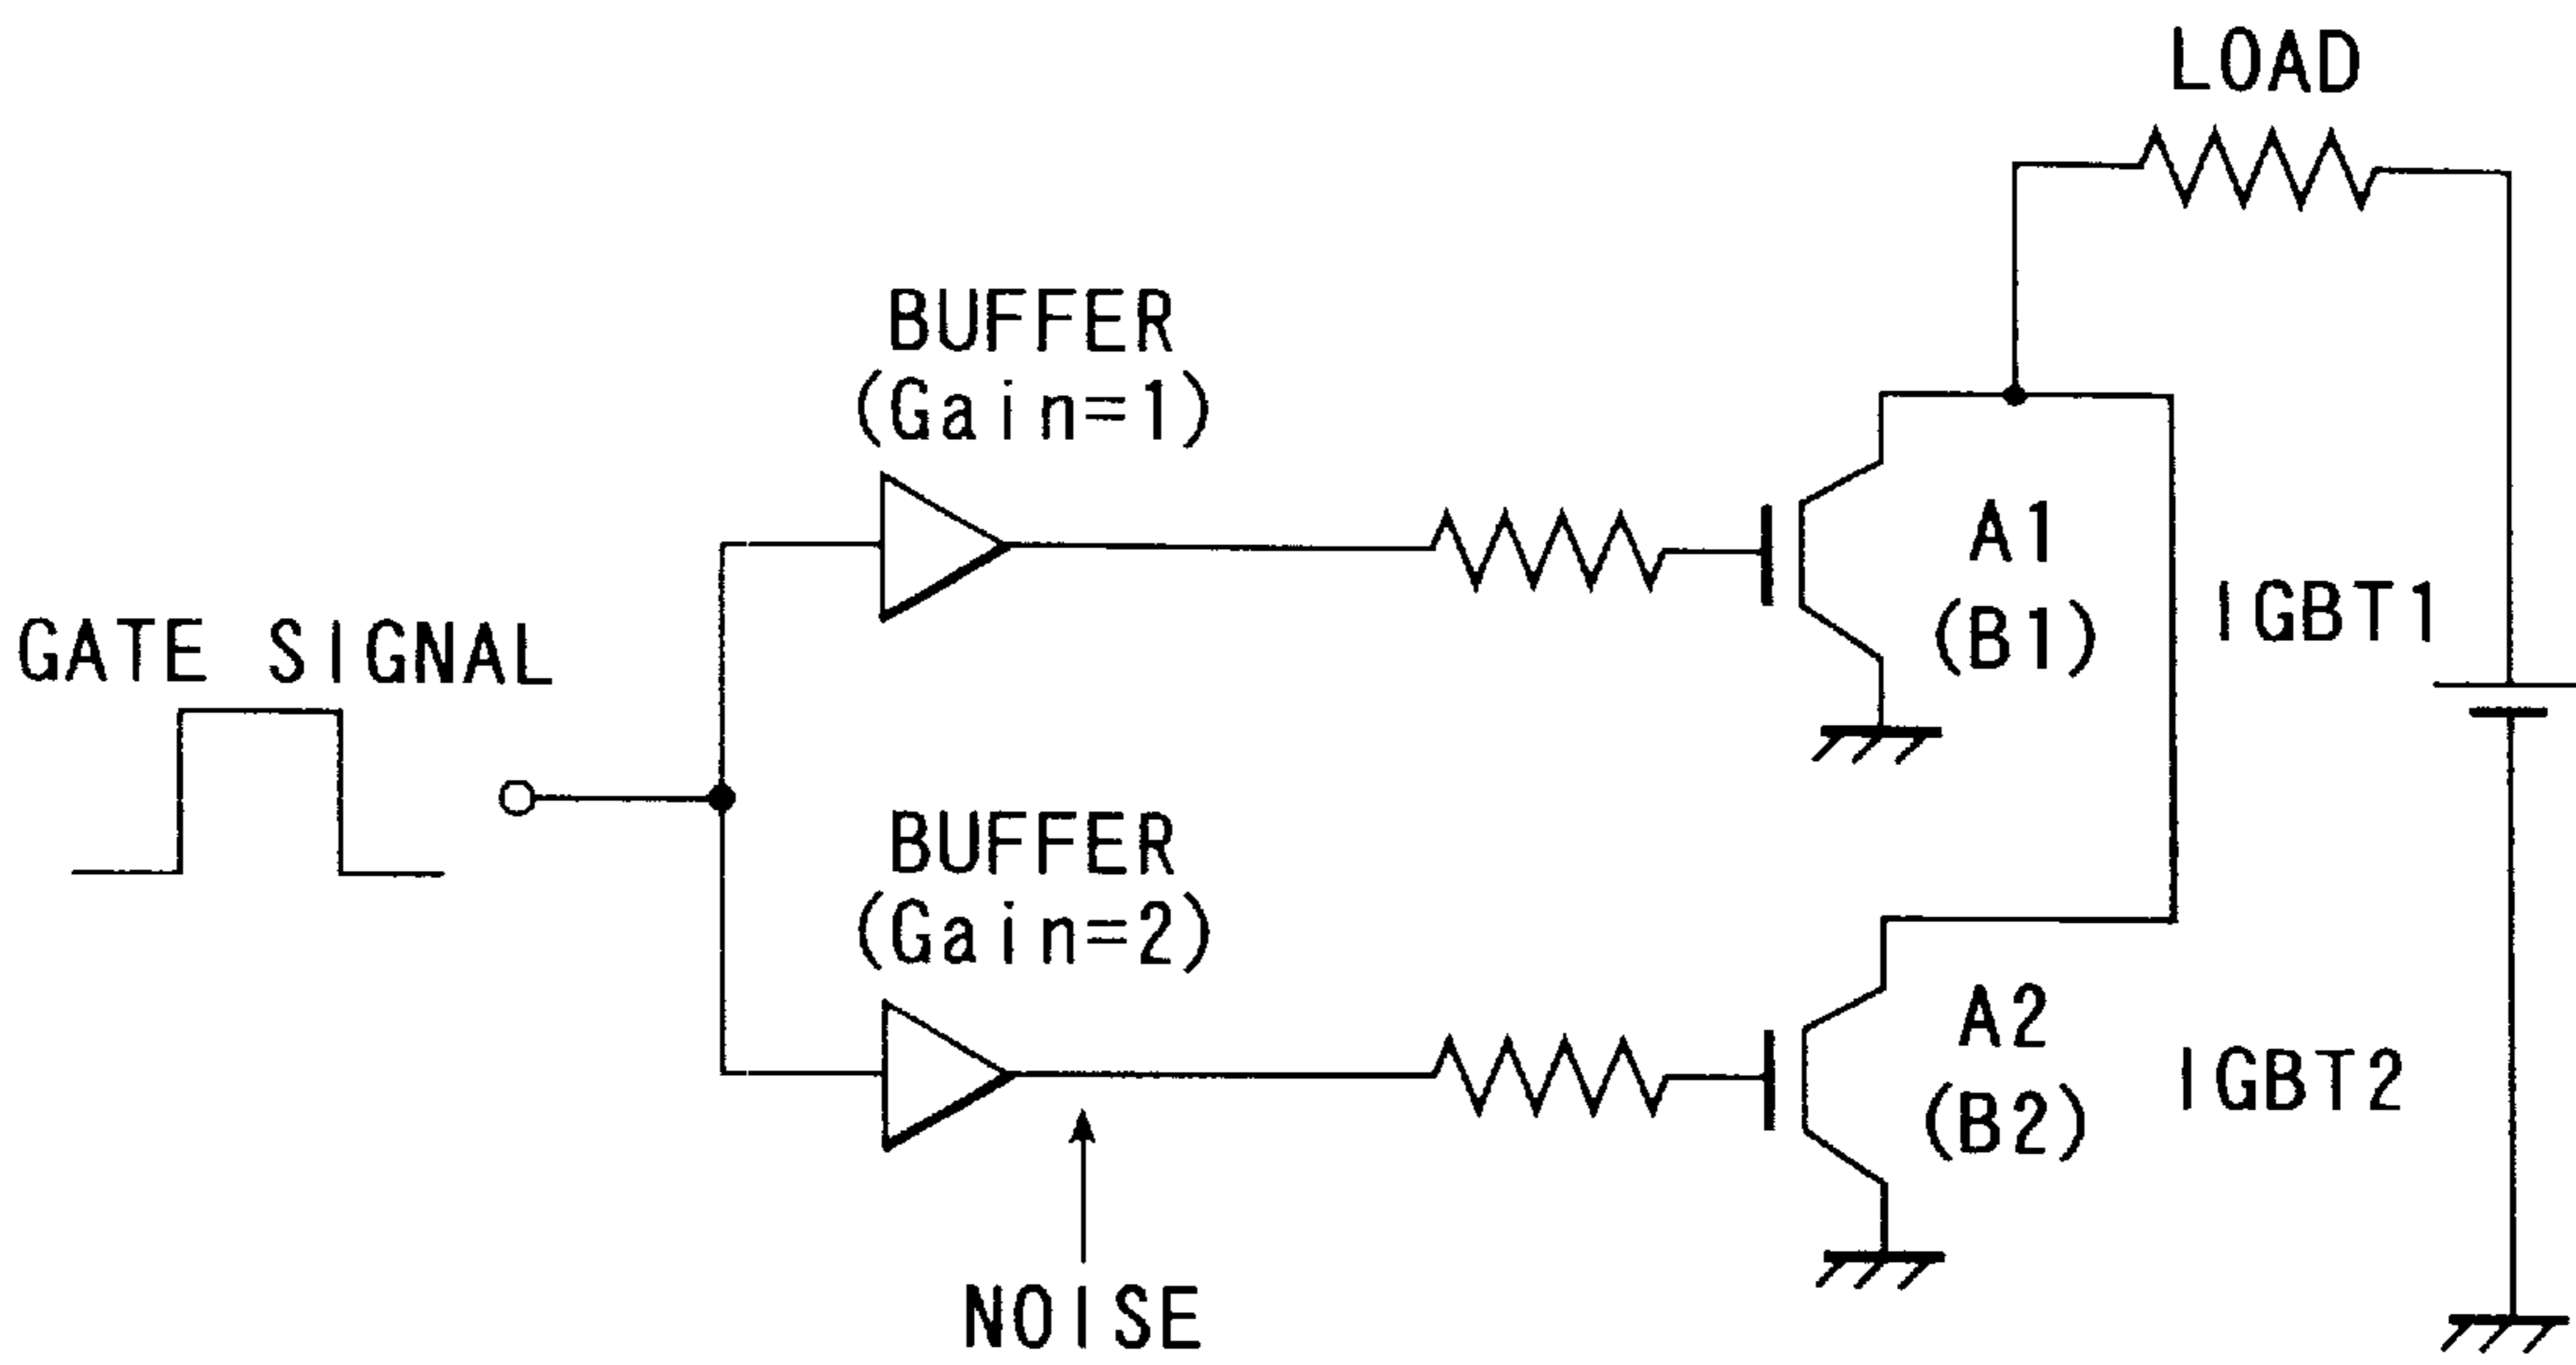 LOAD
BUFFER
(Gain=1)
A1
(B1)
IGBT1
GATE SIGNAL
BUFFER
(Gain=2)
A2
(B2)
IGBT2
NOISE